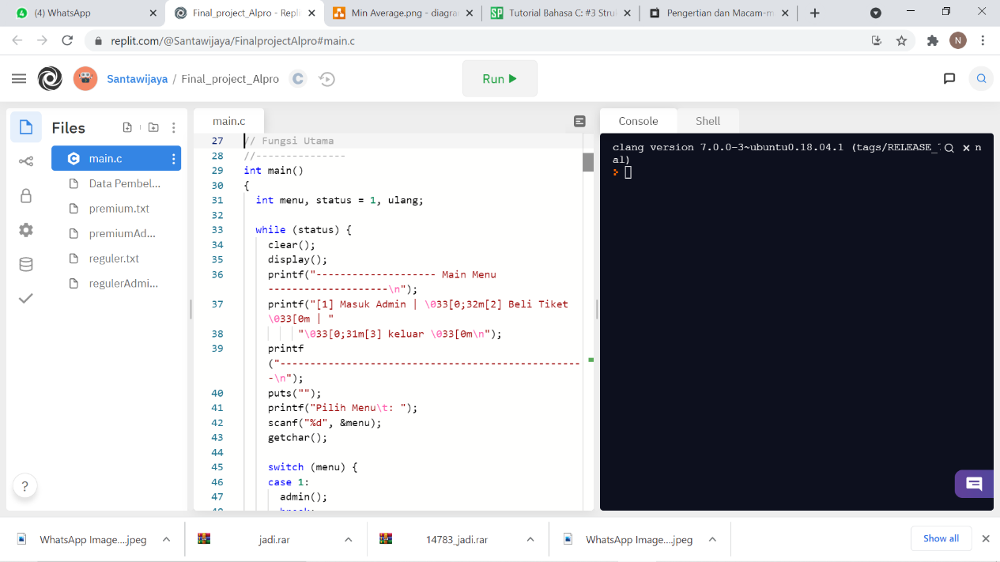 (4) WhatsApp
Final_project_Alpro - Repli
Min Average.png - diagra
Tutorial Bahasa C: #3 Struk
Pengertian dan Macam-m
replit.com/@Santawijaya/FinalprojectAlpro#main.c
N
Santawijaya / Final_project_Alpro
C
Run
Files
main.c
Data Pembel...
premium.txt
premiumAd...
reguler.txt
regulerAdmi...
?
main.c
27 // Fungsi Utama
28 //---------------
29 int main()
30 {
31 int menu, status = 1, ulang;
32
33 while (status) {
34 clear();
35 display();
36 printf("-------------------- Main Menu
--------------------\n");
37 printf("[1] Masuk Admin | \033[0;32m[2] Beli Tiket
\033[0m | "
38 "\033[0;31m[3] keluar \033[0m\n");
39 printf
("--------------------------------------------------
-\n");
40 puts("");
41 printf("Pilih Menu\t: ");
42 scanf("%d", &menu);
43 getchar();
44
45 switch (menu) {
46 case 1:
47 admin();
48 break;
Console
Shell
clang version 7.0.0-3~ubuntu0.18.04.1 (tags/RELEASE_ n
al)
>
WhatsApp Image....jpeg
jadi.rar
14783_jadi.rar
WhatsApp Image....jpeg
Show all